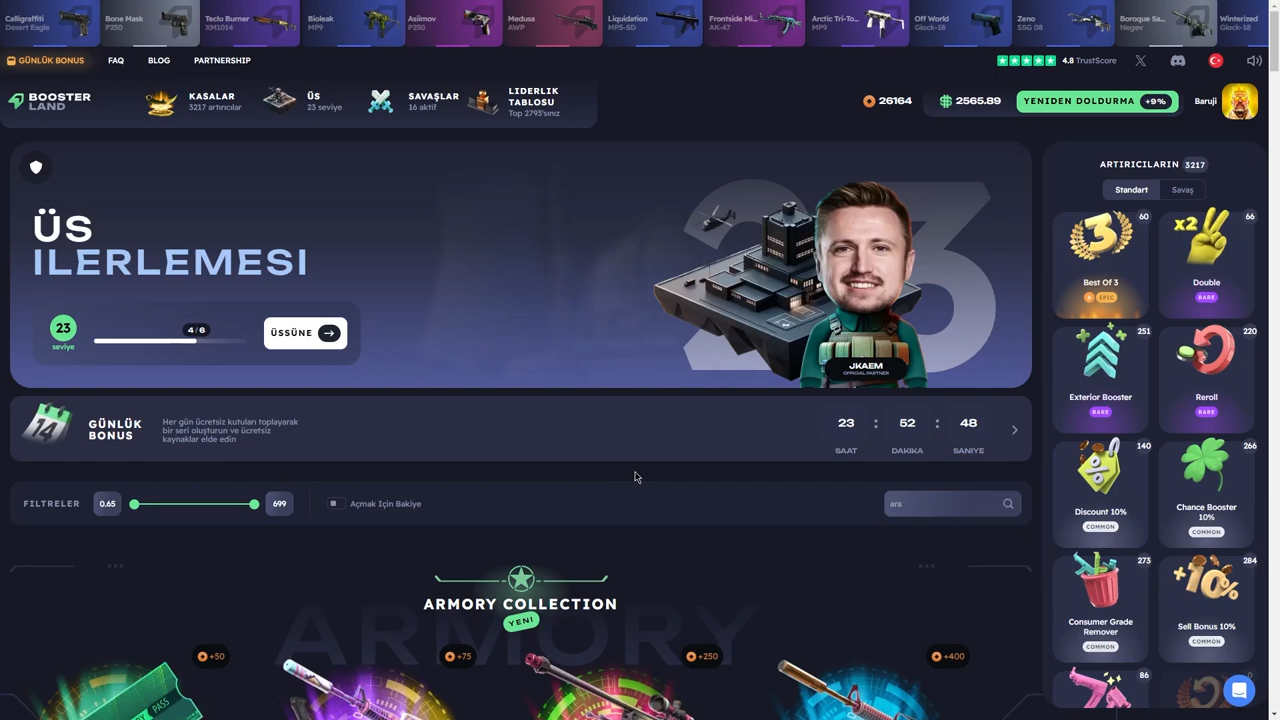 Calligrafitti
Desert Eagle
Bone Mask
P250
Teclu Burner
XM1014
Bioleak
MP9
Asiimov
P250
Medusa
AWP
Liquidation
MP5-SD
Frontside Mi...
AK-47
Arctic Tri-To...
MP9
Off World
Glock-18
Zeno
SSG 08
Boroque Sa...
Negev
Winterized
Glock-18
GÜNLÜK BONUS
FAQ
BLOG
PARTNERSHIP
4.8 TrustScore
BOOSTER
LAND
KASALAR
3217 artırıcılar
ÜS
23 seviye
SAVAŞLAR
16 aktif
LIDERLIK
TABLOSU
Top 2793'sınız
26164
2565.89
YENIDEN DOLDURMA +9%
Baruji
ÜS
ILERLEMESI
23
seviye
4/6
ÜSSÜNE
23
JKAEM
OFFICIAL PARTNER
14
GÜNLÜK
BONUS
Her gün ücretsiz kutuları toplayarak
bir seri oluşturun ve ücretsiz
kaynaklar elde edin
23 : 52 : 48
SAAT DAKIKA SANIYE
FILTRELER
0.65
699
Açmak Için Bakiye
ara
ARMORY
ARMORY COLLECTION
YENI
+50
+75
+250
+400
ARTIRICILARIN 3217
Standart
Savaş
60
3
Best Of 3
EPIC
66
x2
Double
RARE
251
Exterior Booster
RARE
220
Reroll
RARE
140
%
Discount 10%
COMMON
266
Chance Booster
10%
COMMON
273
Consumer Grade
Remover
COMMON
284
+10%
Sell Bonus 10%
COMMON
86